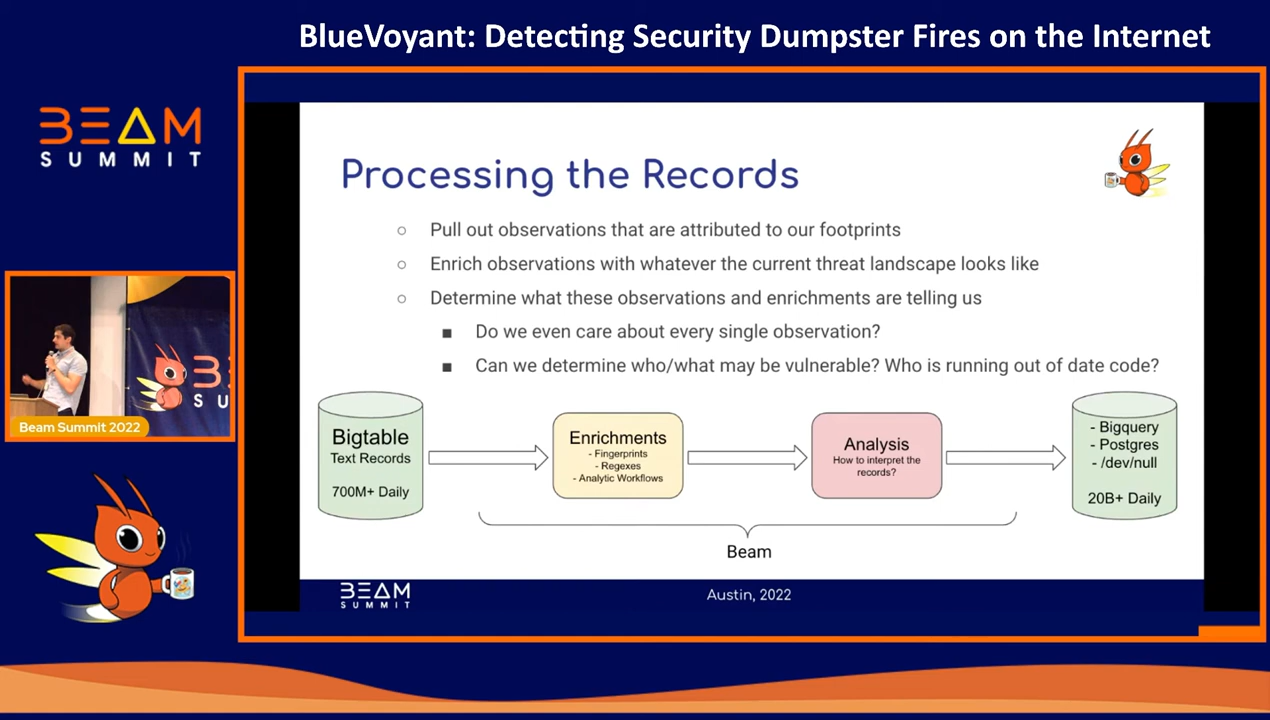 BlueVoyant: Detecting Security Dumpster Fires on the Internet
BEAM
SUMMIT
Processing the Records
○ Pull out observations that are attributed to our footprints
○ Enrich observations with whatever the current threat landscape looks like
○ Determine what these observations and enrichments are telling us
■ Do we even care about every single observation?
■ Can we determine who/what may be vulnerable? Who is running out of date code?
Bigtable
Text Records
700M+ Daily
Enrichments
- Fingerprints
- Regexes
- Analytic Workflows
Analysis
How to interpret the
records?
- Bigquery
- Postgres
- /dev/null
20B+ Daily
Beam
BEAM
SUMMIT
Austin, 2022
B
S U
Beam Summit 2022